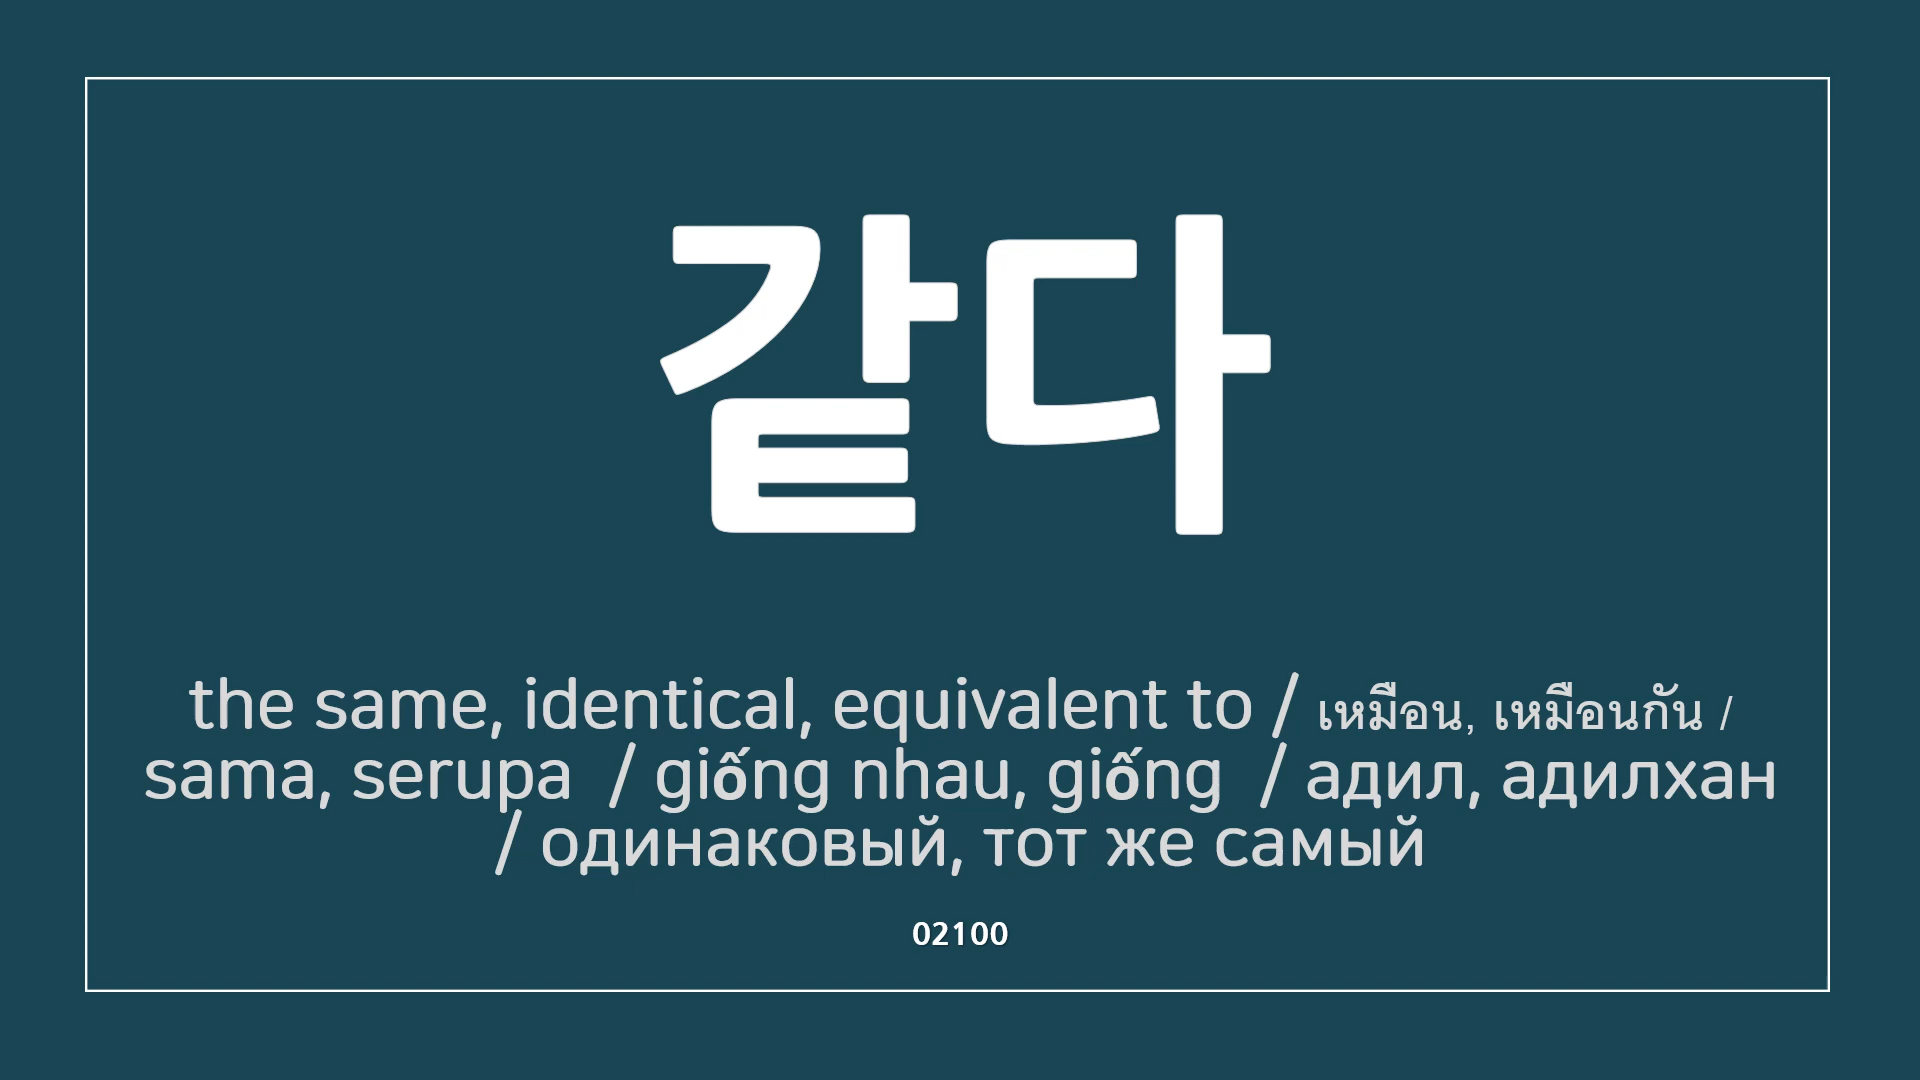 같다
the same, identical, equivalent to / เหมือน, เหมือนกัน /
sama, serupa / giống nhau, giống / адил, адилхан
/ одинаковый, тот же самый
02100